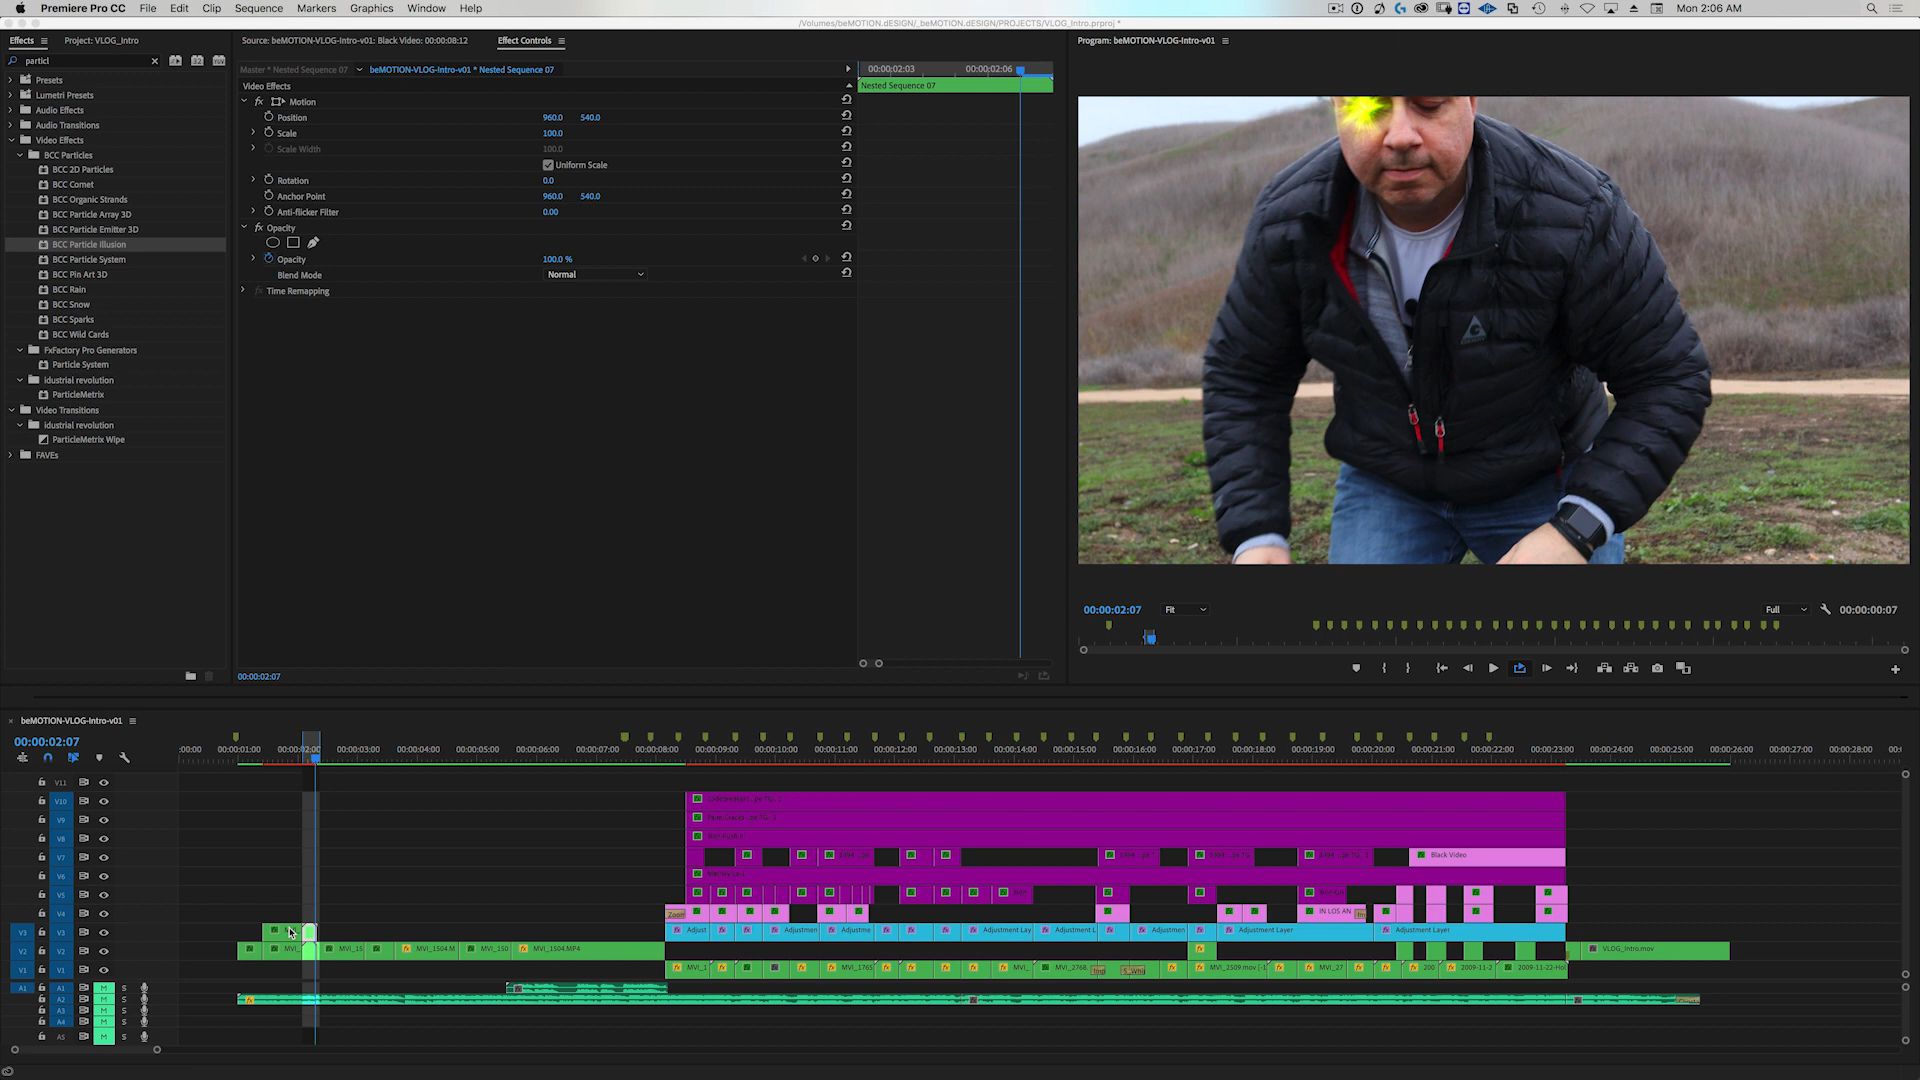 Premiere Pro CC File Edit Clip Sequence Markers Graphics Window Help Mon 2:06 AM
/Volumes/beMOTION.dESIGN/_beMOTION.dESIGN/PROJECTS/VLOG_Intro.prproj *
Effects Project: VLOG_Intro
particl
Presets
Lumetri Presets
Audio Effects
Audio Transitions
Video Effects
BCC Particles
BCC 2D Particles
BCC Comet
BCC Organic Strands
BCC Particle Array 3D
BCC Particle Emitter 3D
BCC Particle Illusion
BCC Particle System
BCC Pin Art 3D
BCC Rain
BCC Snow
BCC Sparks
BCC Wild Cards
FxFactory Pro Generators
Particle System
idustrial revolution
ParticleMetrix
Video Transitions
idustrial revolution
ParticleMetrix Wipe
FAVEs
Source: beMOTION-VLOG-Intro-v01: Black Video: 00:00:08:12 Effect Controls
Master * Nested Sequence 07 beMOTION-VLOG-Intro-v01 * Nested Sequence 07
00:00:02:03 00:00:02:06
Video Effects
Nested Sequence 07
fx Motion
Position 960.0 540.0
Scale 100.0
Scale Width 100.0
Uniform Scale
Rotation 0.0
Anchor Point 960.0 540.0
Anti-flicker Filter 0.00
fx Opacity
Opacity 100.0 %
Blend Mode Normal
fx Time Remapping
00:00:02:07
Program: beMOTION-VLOG-Intro-v01
00:00:02:07 Fit Full 00:00:00:07
beMOTION-VLOG-Intro-v01
00:00:02:07
:00:00 00:00:01:00 00:00:02:00 00:00:03:00 00:00:04:00 00:00:05:00 00:00:06:00 00:00:07:00 00:00:08:00 00:00:09:00 00:00:10:00 00:00:11:00 00:00:12:00 00:00:13:00 00:00:14:00 00:00:15:00 00:00:16:00 00:00:17:00 00:00:18:00 00:00:19:00 00:00:20:00 00:00:21:00 00:00:22:00 00:00:23:00 00:00:24:00 00:00:25:00 00:00:26:00 00:00:27:00 00:00:28:00
V11
V10
V9
V8
V7 Black Video
V6
V5
V4 Zoom IN LOS AN
V3 V3 Adjust Adjustmen Adjustme Adjustment Lay Adjustment L Adjustmen Adjustment Layer Adjustment Layer
V2 MVI_ MVI_15 MVI_1504.M MVI_150 MVI_1504.MP4 VLOG_Intro.mov
V1 V1 MVI_1 MVI_1765 MVI_ MVI_2768. Imp S_Whi MVI_2509.mov [-1 MVI_27 200 2009-11-2 2009-11-22-Hol
A1 A1 M S
A2 M S
A3 M S
A4 M S
A5 M S